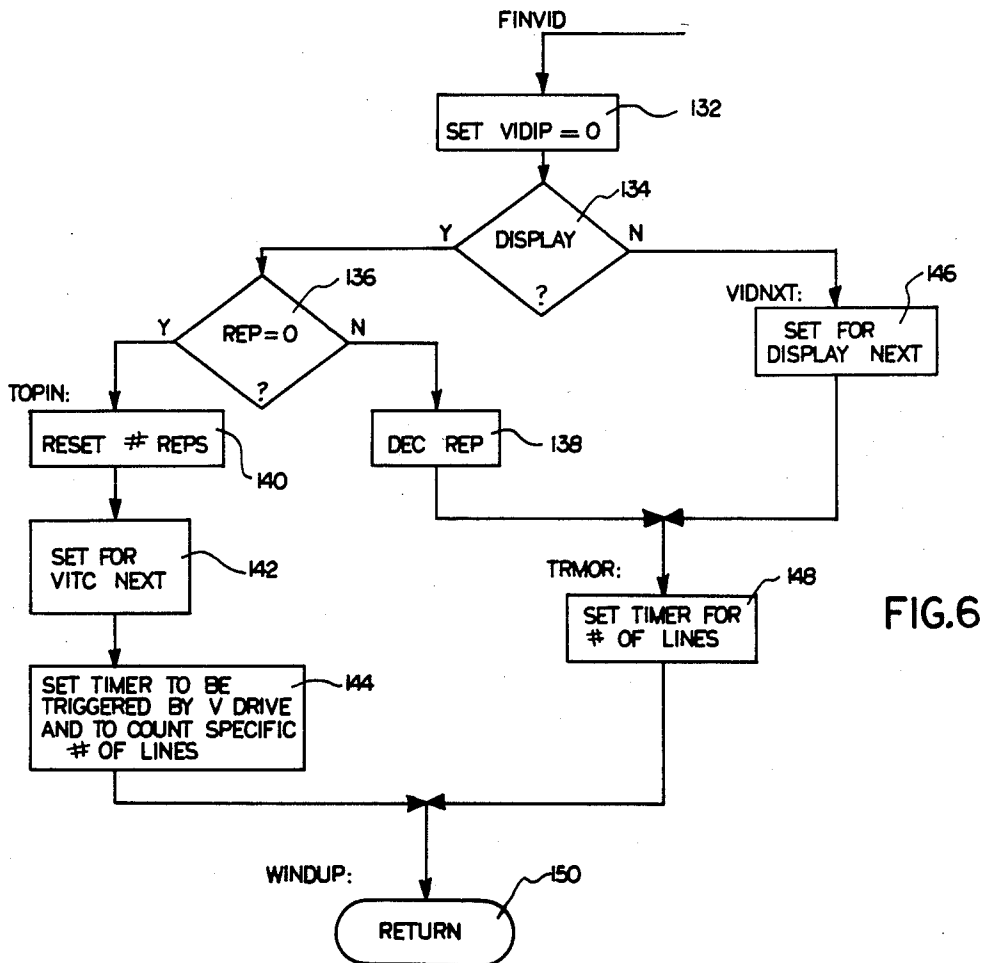 FINVID
SET VIDIP = 0
132
DISPLAY
?
134
Y
N
REP=0
?
136
Y
N
VIDNXT:
SET FOR
DISPLAY NEXT
146
TOPIN:
RESET # REPS
140
DEC REP
138
SET FOR
VITC NEXT
142
TRMOR:
SET TIMER FOR
# OF LINES
148
FIG.6
SET TIMER TO BE
TRIGGERED BY V DRIVE
AND TO COUNT SPECIFIC
# OF LINES
144
WINDUP:
RETURN
150